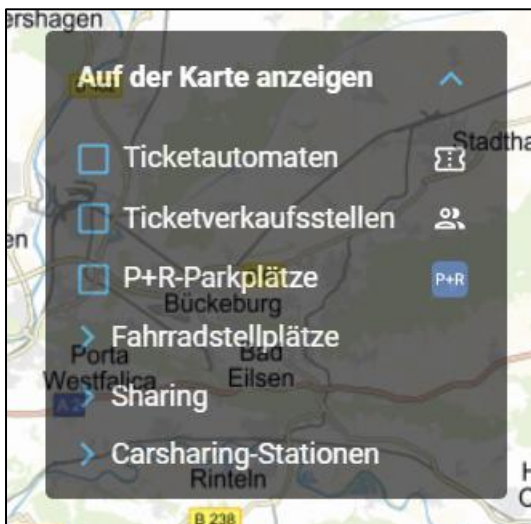 ershagen
Auf der Karte anzeigen
Stadtha
Ticketautomaten
Ticketverkaufsstellen
en
P+R-Parkplätze P+R
Bückeburg
Fahrradstellplätze
Porta
Westfalica
Bad
Eilsen
A 2
Sharing
Carsharing-Stationen
Rinteln
H
O
B 238